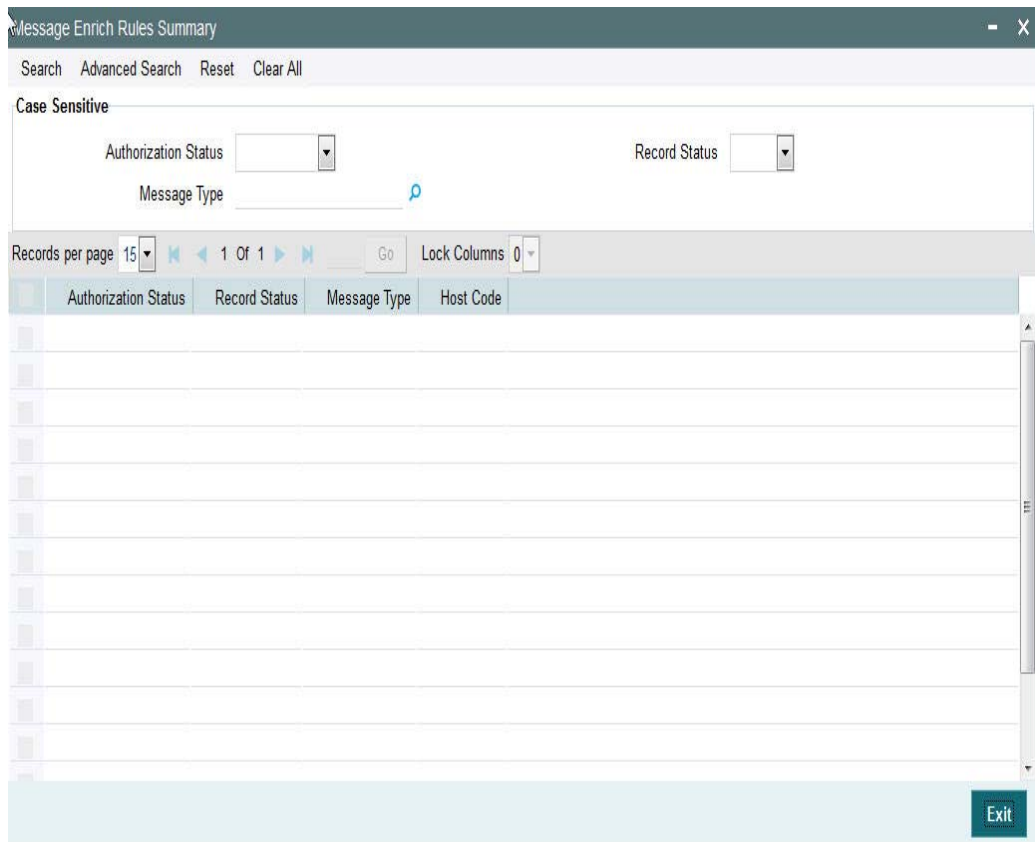 Message Enrich Rules Summary
Search Advanced Search Reset Clear All
Case Sensitive
Authorization Status Record Status
Message Type
Records per page 15 1 Of 1 Go Lock Columns 0
Authorization Status Record Status Message Type Host Code
Exit